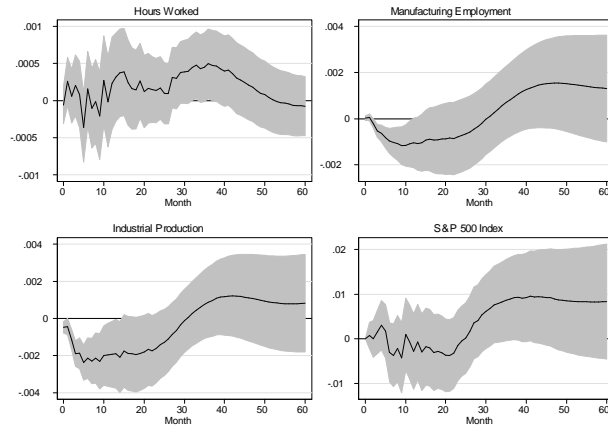 Hours Worked
.001
.0005
0
-.0005
-.001
0 10 20 30 40 50 60
Month
Manufacturing Employment
.004
.002
0
-.002
0 10 20 30 40 50 60
Month
Industrial Production
.004
.002
0
-.002
-.004
0 10 20 30 40 50 60
Month
S&P 500 Index
.02
.01
0
-.01
0 10 20 30 40 50 60
Month